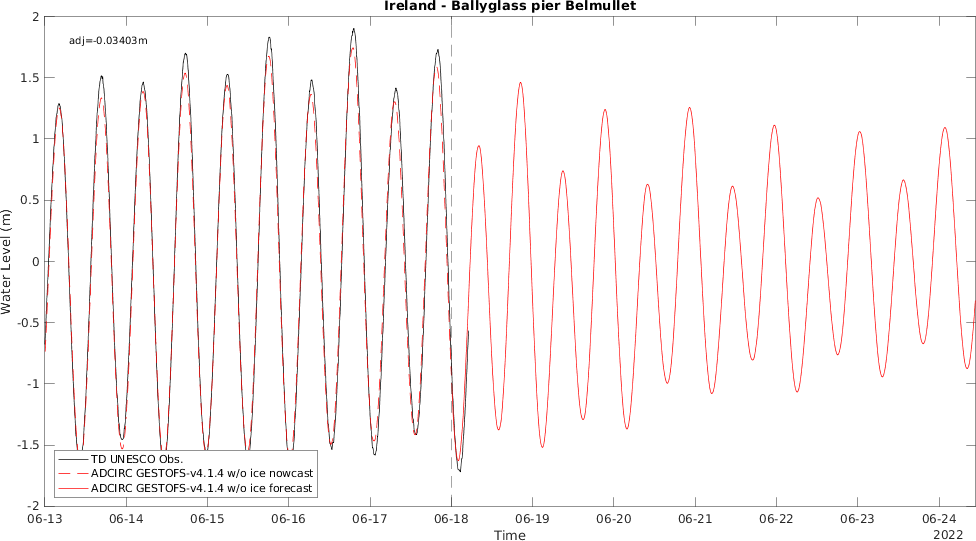 Ireland - Ballyglass pier Belmullet
adj=-0.03403m
2
1.5
1
0.5
0
-0.5
-1
-1.5
-2
Water Level (m)
TD UNESCO Obs.
ADCIRC GESTOFS-v4.1.4 w/o ice nowcast
ADCIRC GESTOFS-v4.1.4 w/o ice forecast
06-13 06-14 06-15 06-16 06-17 06-18 06-19 06-20 06-21 06-22 06-23 06-24
Time
2022